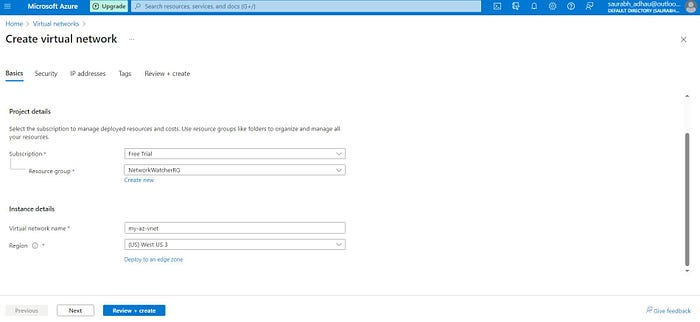 Microsoft Azure
Upgrade
Search resources, services, and docs (G+/)
saurabh_adhau@outloo...
DEFAULT DIRECTORY (SAURABH...
Home > Virtual networks >
Create virtual network ...
Basics Security IP addresses Tags Review + create
Project details
Select the subscription to manage deployed resources and costs. Use resource groups like folders to organize and manage all
your resources.
Subscription * Free Trial
Resource group * NetworkWatcherRG
Create new
Instance details
Virtual network name * my-az-vnet
Region * (US) West US 3
Deploy to an edge zone
Previous Next Review + create Give feedback